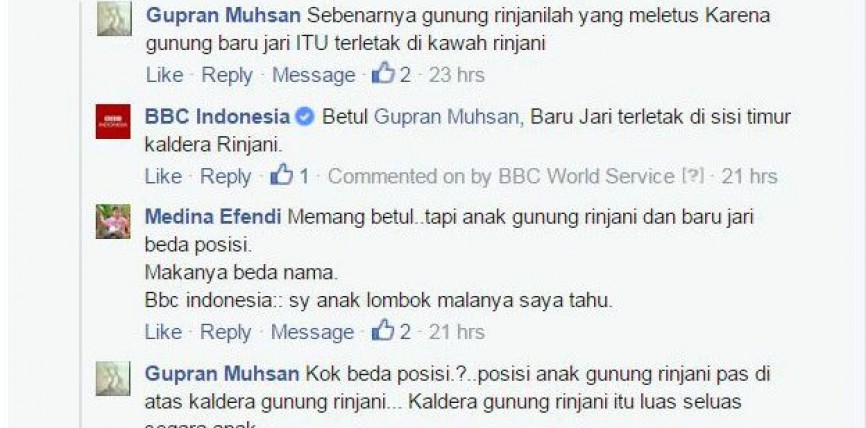 Gupran Muhsan Sebenarnya gunung rinjanilah yang meletus Karena
gunung baru jari ITU terletak di kawah rinjani
Like · Reply · Message · 2 · 23 hrs
BBC Indonesia Betul Gupran Muhsan, Baru Jari terletak di sisi timur
kaldera Rinjani.
Like · Reply · 1 · Commented on by BBC World Service [?] · 21 hrs
Medina Efendi Memang betul..tapi anak gunung rinjani dan baru jari
beda posisi.
Makanya beda nama.
Bbc indonesia:: sy anak lombok malanya saya tahu.
Like · Reply · Message · 2 · 21 hrs
Gupran Muhsan Kok beda posisi.?..posisi anak gunung rinjani pas di
atas kaldera gunung rinjani... Kaldera gunung rinjani itu luas seluas
segara anak